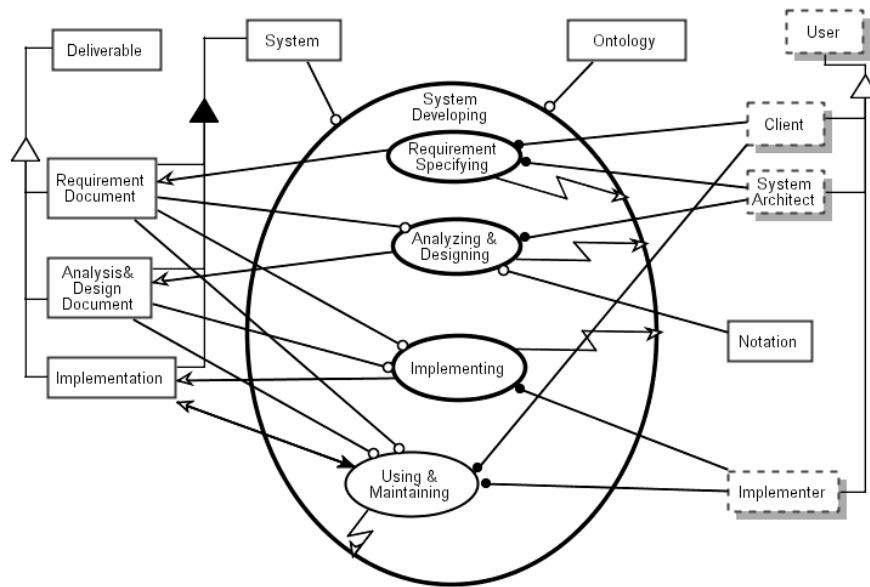 Deliverable
System
Ontology
User
System
Developing
Client
Requirement
Specifying
Requirement
Document
System
Architect
Analyzing &
Designing
Analysis&
Design
Document
Notation
Implementation
Implementing
Using &
Maintaining
Implementer